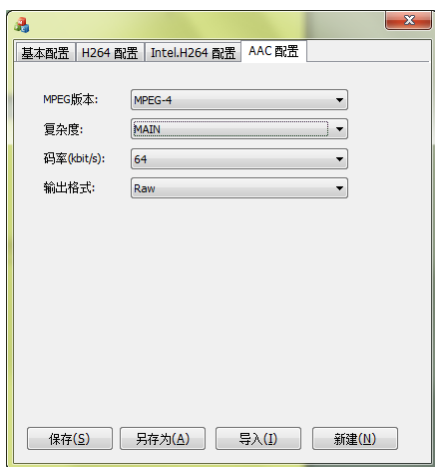 基本配置 H264 配置 Intel.H264 配置 AAC 配置
MPEG版本: MPEG-4
复杂度: MAIN
码率(kbit/s): 64
输出格式: Raw
保存(S) 另存为(A) 导入(I) 新建(N)